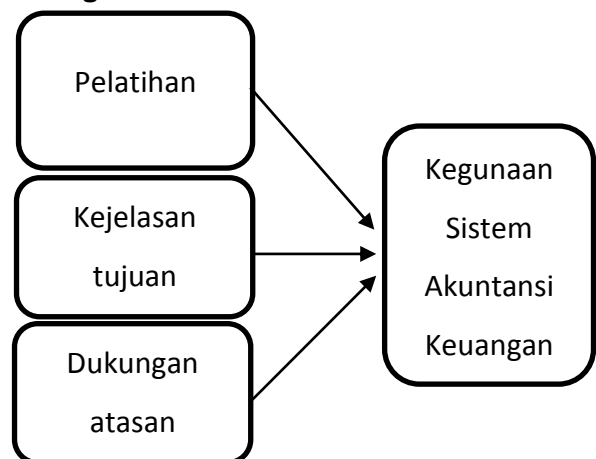 Pelatihan
Kejelasan
tujuan
Dukungan
atasan
Kegunaan
Sistem
Akuntansi
Keuangan